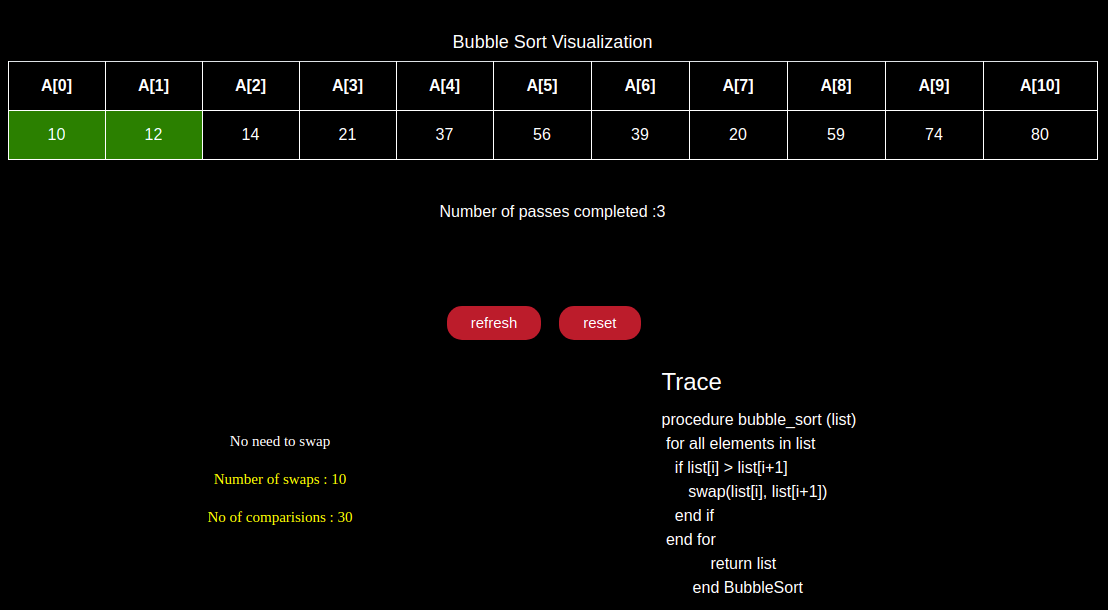 Bubble Sort Visualization
A[0] A[1] A[2] A[3] A[4] A[5] A[6] A[7] A[8] A[9] A[10]
10 12 14 21 37 56 39 20 59 74 80
Number of passes completed :3
refresh reset
Trace
procedure bubble_sort (list)
for all elements in list
if list[i] > list[i+1]
swap(list[i], list[i+1])
end if
end for
return list
end BubbleSort
No need to swap
Number of swaps : 10
No of comparisions : 30